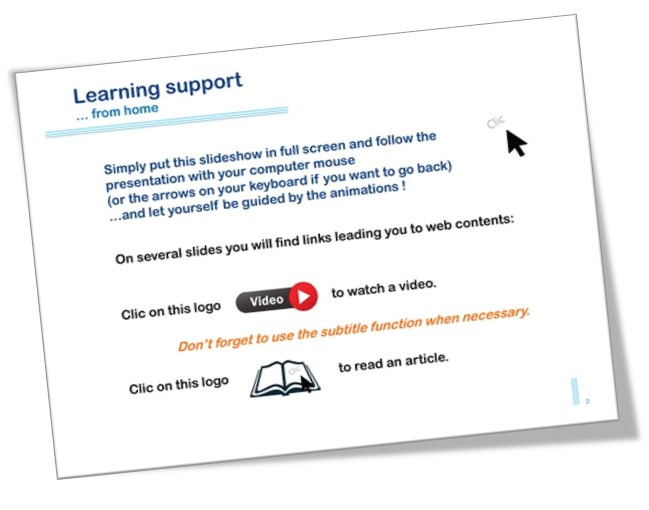 Learning support
... from home
Clic
Simply put this slideshow in full screen and follow the
presentation with your computer mouse
(or the arrows on your keyboard if you want to go back)
...and let yourself be guided by the animations !
On several slides you will find links leading you to web contents:
Clic on this logo Video to watch a video.
Don't forget to use the subtitle function when necessary.
Clic on this logo Clic to read an article.
2